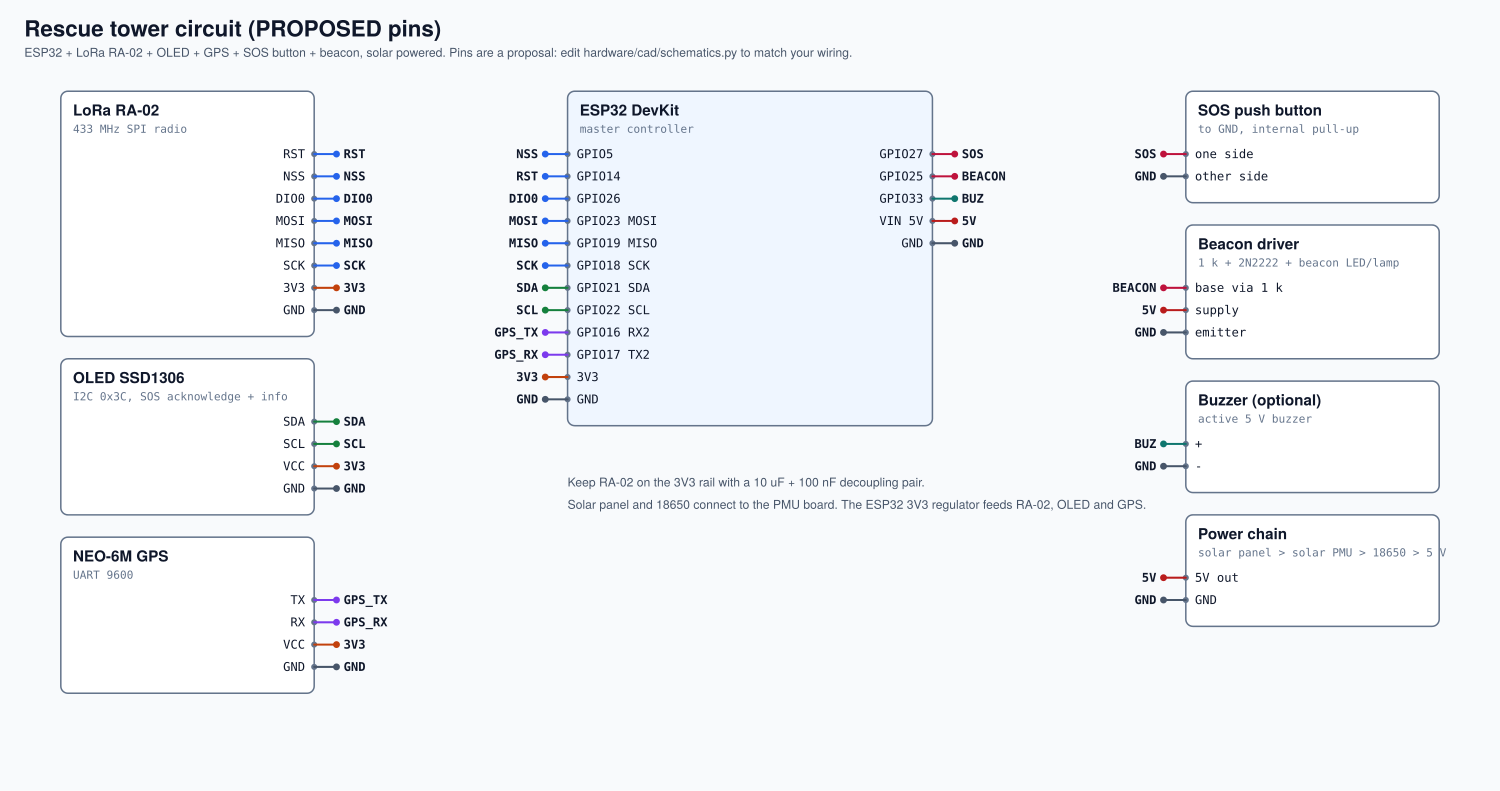 Rescue tower circuit (PROPOSED pins)
ESP32 + LoRa RA-02 + OLED + GPS + SOS button + beacon, solar powered. Pins are a proposal: edit hardware/cad/schematics.py to match your wiring.
LoRa RA-02
433 MHz SPI radio
RST RST
NSS NSS
DIO0 DIO0
MOSI MOSI
MISO MISO
SCK SCK
3V3 3V3
GND GND
OLED SSD1306
I2C 0x3C, SOS acknowledge + info
SDA SDA
SCL SCL
VCC 3V3
GND GND
NEO-6M GPS
UART 9600
TX GPS_TX
RX GPS_RX
VCC 3V3
GND GND
ESP32 DevKit
master controller
NSS GPIO5 GPIO27 SOS
RST GPIO14 GPIO25 BEACON
DIO0 GPIO26 GPIO33 BUZ
MOSI GPIO23 MOSI VIN 5V 5V
MISO GPIO19 MISO GND GND
SCK GPIO18 SCK
SDA GPIO21 SDA
SCL GPIO22 SCL
GPS_TX GPIO16 RX2
GPS_RX GPIO17 TX2
3V3 3V3
GND GND
Keep RA-02 on the 3V3 rail with a 10 uF + 100 nF decoupling pair.
Solar panel and 18650 connect to the PMU board. The ESP32 3V3 regulator feeds RA-02, OLED and GPS.
SOS push button
to GND, internal pull-up
SOS one side
GND other side
Beacon driver
1 k + 2N2222 + beacon LED/lamp
BEACON base via 1 k
5V supply
GND emitter
Buzzer (optional)
active 5 V buzzer
BUZ +
GND -
Power chain
solar panel > solar PMU > 18650 > 5 V
5V 5V out
GND GND